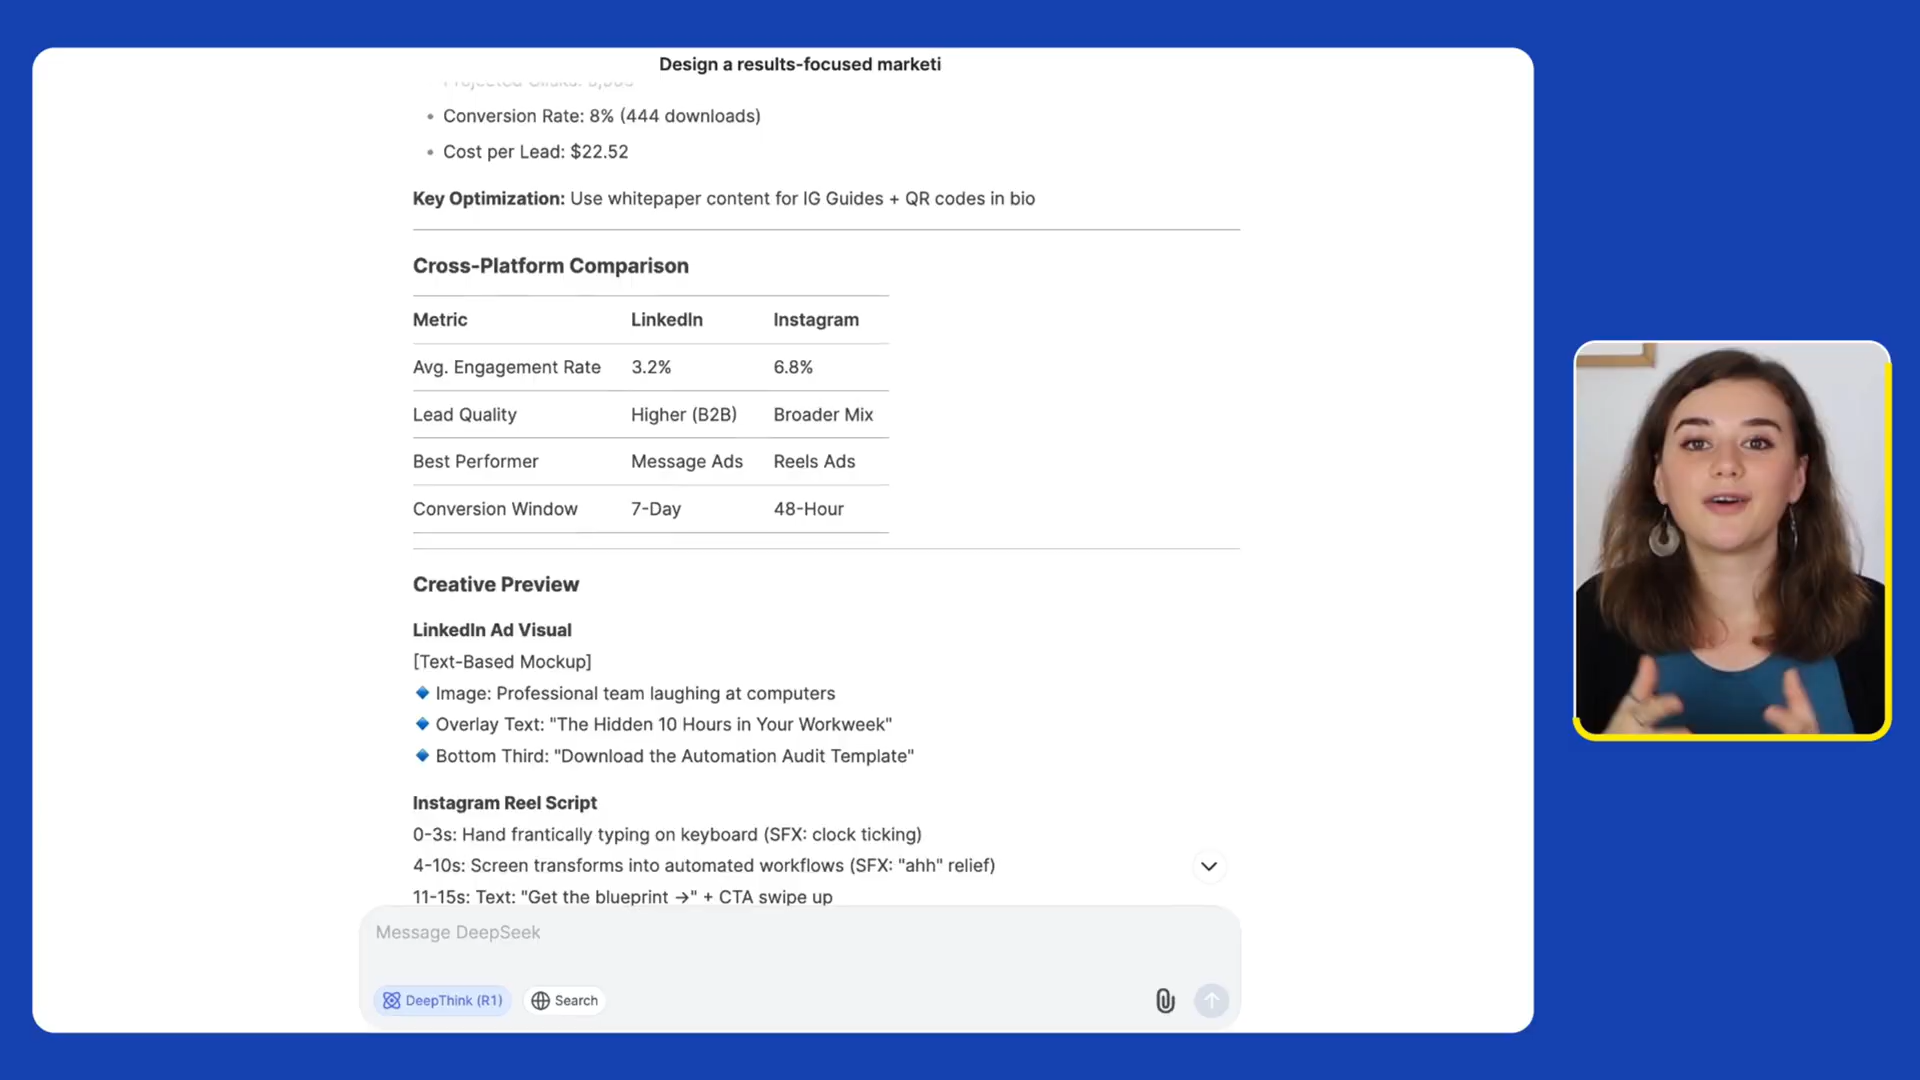 Design a results-focused marketi
Conversion Rate: 8% (444 downloads)
Cost per Lead: $22.52
Key Optimization: Use whitepaper content for IG Guides + QR codes in bio
Cross-Platform Comparison
Metric LinkedIn Instagram
Avg. Engagement Rate 3.2% 6.8%
Lead Quality Higher (B2B) Broader Mix
Best Performer Message Ads Reels Ads
Conversion Window 7-Day 48-Hour
Creative Preview
LinkedIn Ad Visual
[Text-Based Mockup]
🔹 Image: Professional team laughing at computers
🔹 Overlay Text: "The Hidden 10 Hours in Your Workweek"
🔹 Bottom Third: "Download the Automation Audit Template"
Instagram Reel Script
0-3s: Hand frantically typing on keyboard (SFX: clock ticking)
4-10s: Screen transforms into automated workflows (SFX: "ahh" relief)
11-15s: Text: "Get the blueprint →" + CTA swipe up
Message DeepSeek
DeepThink (R1) Search